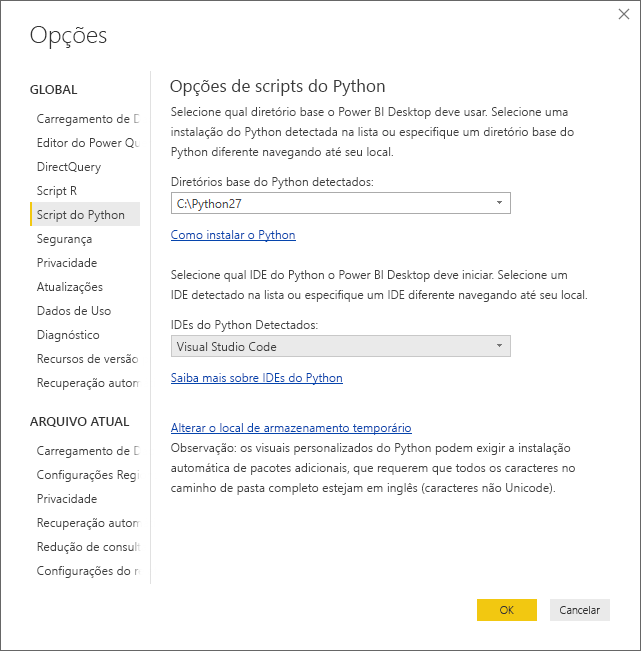 Opções
GLOBAL
Carregamento de D
Editor do Power Qu
DirectQuery
Script R
Script do Python
Segurança
Privacidade
Atualizações
Dados de Uso
Diagnóstico
Recursos de versão
Recuperação autom
ARQUIVO ATUAL
Carregamento de D
Configurações Regi
Privacidade
Recuperação autom
Redução de consult
Configurações do re
Opções de scripts do Python
Selecione qual diretório base o Power BI Desktop deve usar. Selecione uma
instalação do Python detectada na lista ou especifique um diretório base do
Python diferente navegando até seu local.
Diretórios base do Python detectados:
C:\Python27
Como instalar o Python
Selecione qual IDE do Python o Power BI Desktop deve iniciar. Selecione um
IDE detectado na lista ou especifique um IDE diferente navegando até seu local.
IDEs do Python Detectados:
Visual Studio Code
Saiba mais sobre IDEs do Python
Alterar o local de armazenamento temporário
Observação: os visuais personalizados do Python podem exigir a instalação
automática de pacotes adicionais, que requerem que todos os caracteres no
caminho de pasta completo estejam em inglês (caracteres não Unicode).
OK
Cancelar